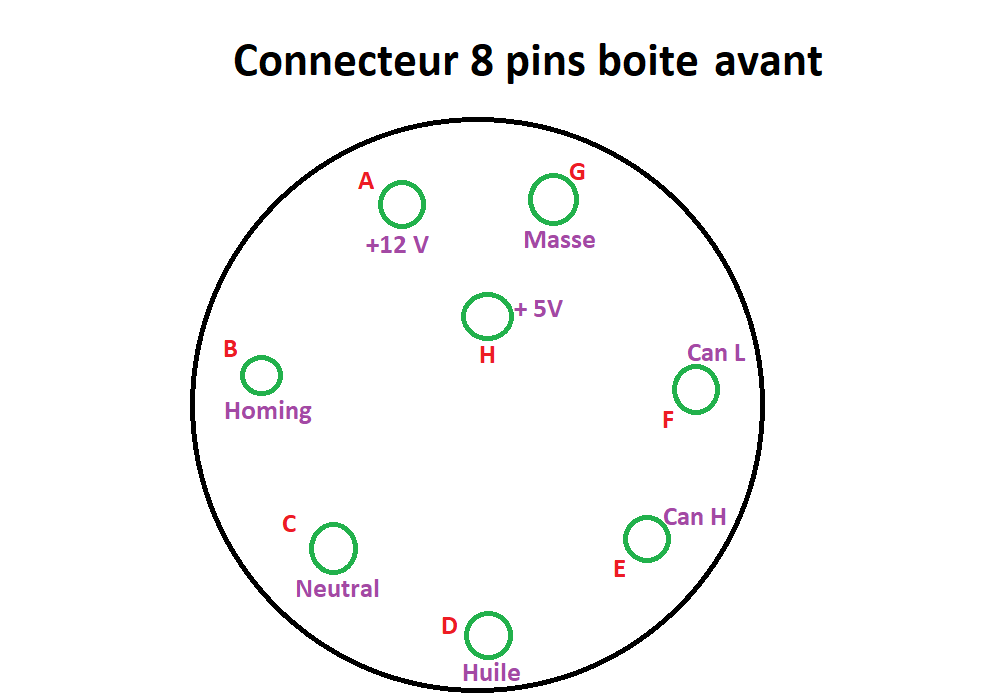 Connecteur 8 pins boite avant
A
+12 V
G
Masse
+ 5V
H
B
Homing
Can L
F
C
Neutral
Can H
E
D
Huile